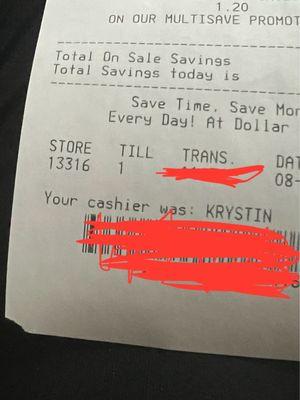 1.20
ON OUR MULTISAVE PROMOT
Total On Sale Savings
Total Savings today is
Save Time. Save Mon
Every Day! At Dollar
STORE TILL TRANS. DAT
13316 1 08-
Your cashier was: KRYSTIN